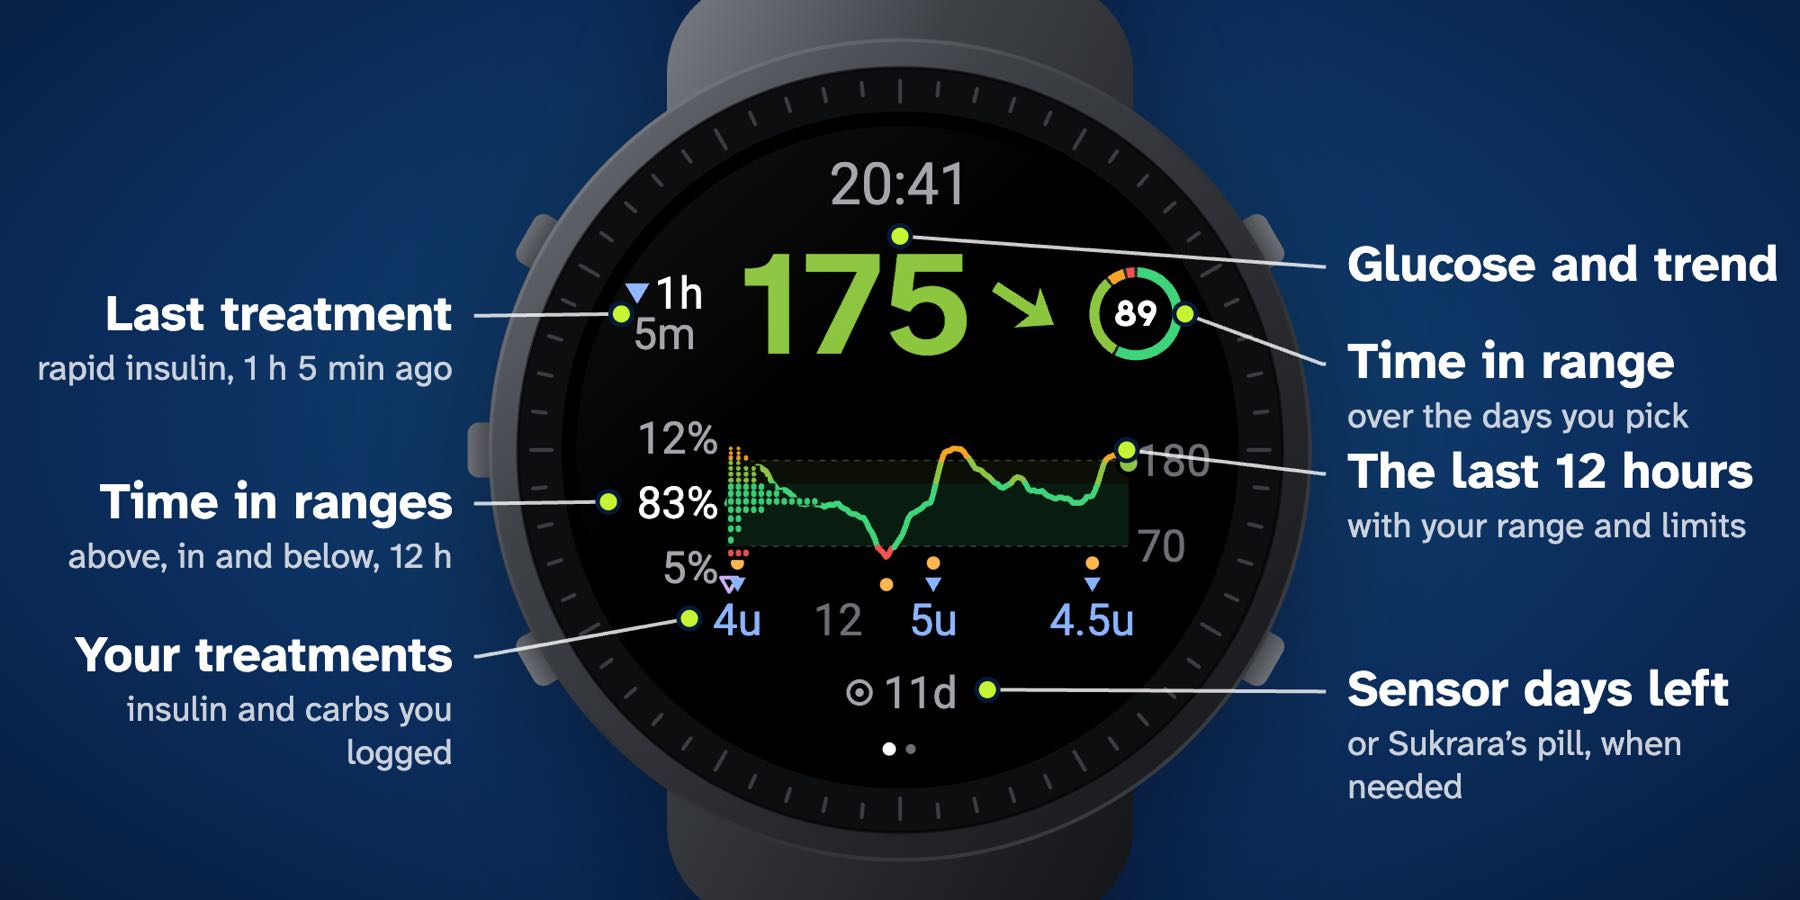 20:41
1h
5m
175
89
12%
83%
5%
180
70
4u
12
5u
4.5u
11d
Last treatment
rapid insulin, 1 h 5 min ago
Time in ranges
above, in and below, 12 h
Your treatments
insulin and carbs you
logged
Glucose and trend
Time in range
over the days you pick
The last 12 hours
with your range and limits
Sensor days left
or Sukrara’s pill, when
needed